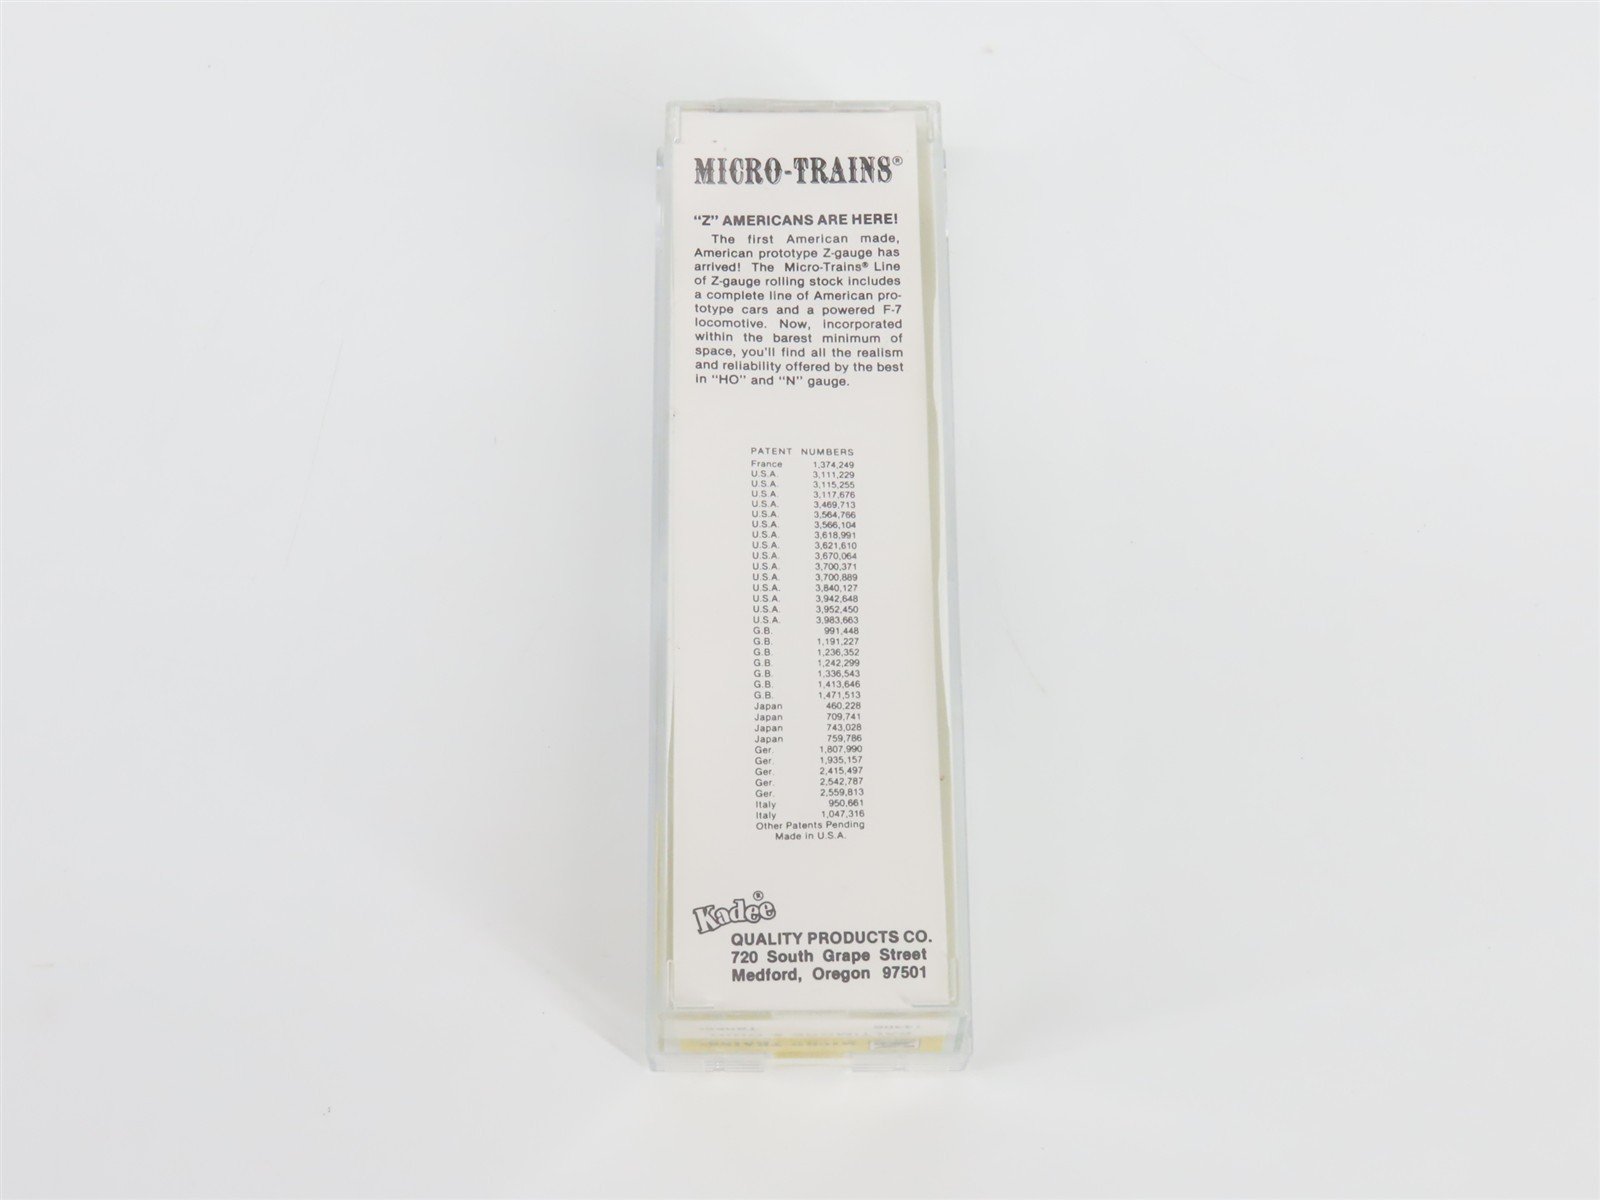 MICRO-TRAINS®
"Z" AMERICANS ARE HERE!
The first American made,
American prototype Z-gauge has
arrived! The Micro-Trains® Line
of Z-gauge rolling stock includes
a complete line of American pro-
totype cars and a powered F-7
locomotive. Now, incorporated
within the barest minimum of
space, you'll find all the realism
and reliability offered by the best
in "HO" and "N" gauge.
PATENT NUMBERS
France 1,374,249
U.S.A. 3,111,229
U.S.A. 3,115,255
U.S.A. 3,117,676
U.S.A. 3,469,713
U.S.A. 3,564,766
U.S.A. 3,566,104
U.S.A. 3,618,991
U.S.A. 3,621,610
U.S.A. 3,670,064
U.S.A. 3,700,371
U.S.A. 3,700,889
U.S.A. 3,840,127
U.S.A. 3,942,648
U.S.A. 3,952,450
U.S.A. 3,983,663
G.B. 991,448
G.B. 1,191,227
G.B. 1,236,352
G.B. 1,242,299
G.B. 1,336,543
G.B. 1,413,646
G.B. 1,471,513
Japan 460,228
Japan 709,741
Japan 743,028
Japan 759,786
Ger. 1,807,990
Ger. 1,935,157
Ger. 2,415,497
Ger. 2,542,787
Ger. 2,559,813
Italy 950,661
Italy 1,047,316
Other Patents Pending
Made in U.S.A.
Kadee®
QUALITY PRODUCTS CO.
720 South Grape Street
Medford, Oregon 97501